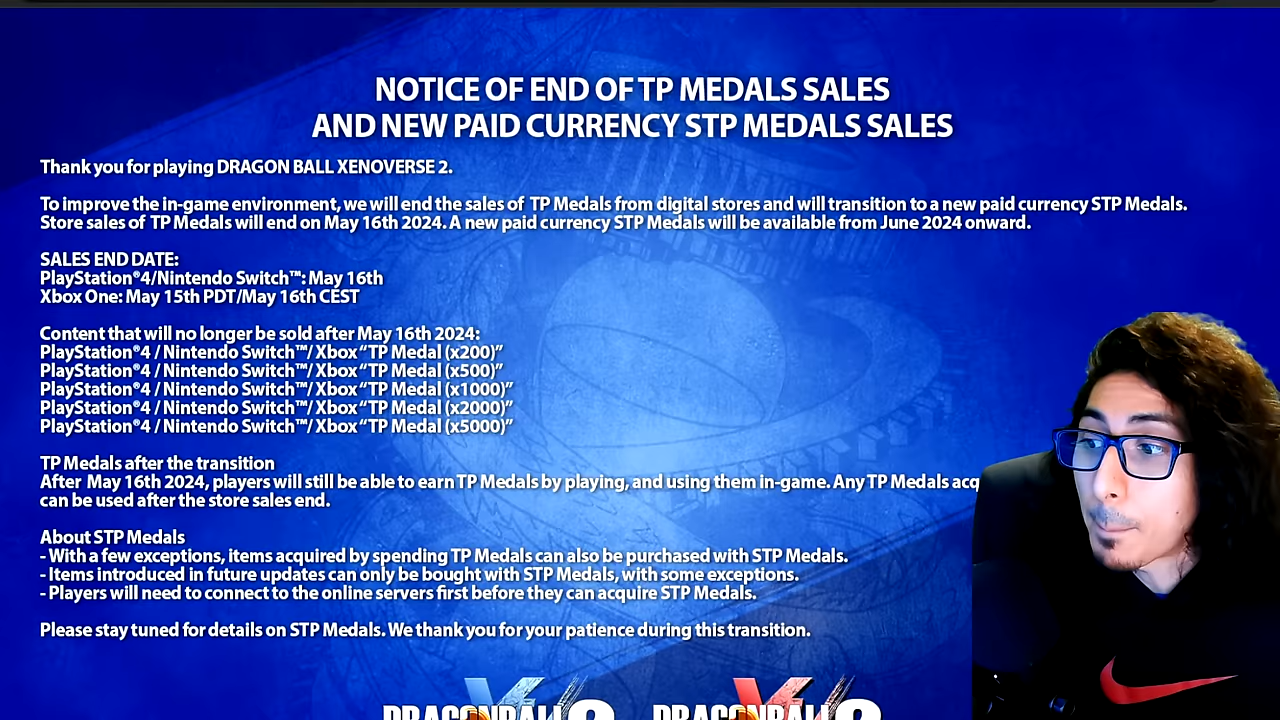 NOTICE OF END OF TP MEDALS SALES
AND NEW PAID CURRENCY STP MEDALS SALES
Thank you for playing DRAGON BALL XENOVERSE 2.
To improve the in-game environment, we will end the sales of TP Medals from digital stores and will transition to a new paid currency STP Medals.
Store sales of TP Medals will end on May 16th 2024. A new paid currency STP Medals will be available from June 2024 onward.
SALES END DATE:
PlayStation®4/Nintendo Switch™: May 16th
Xbox One: May 15th PDT/May 16th CEST
Content that will no longer be sold after May 16th 2024:
PlayStation®4 / Nintendo Switch™/ Xbox “TP Medal (x200)”
PlayStation®4 / Nintendo Switch™/ Xbox “TP Medal (x500)”
PlayStation®4 / Nintendo Switch™/ Xbox “TP Medal (x1000)”
PlayStation®4 / Nintendo Switch™/ Xbox “TP Medal (x2000)”
PlayStation®4 / Nintendo Switch™/ Xbox “TP Medal (x5000)”
TP Medals after the transition
After May 16th 2024, players will still be able to earn TP Medals by playing, and using them in-game. Any TP Medals acq
can be used after the store sales end.
About STP Medals
- With a few exceptions, items acquired by spending TP Medals can also be purchased with STP Medals.
- Items introduced in future updates can only be bought with STP Medals, with some exceptions.
- Players will need to connect to the online servers first before they can acquire STP Medals.
Please stay tuned for details on STP Medals. We thank you for your patience during this transition.
DRAGONBALL 2 DRAGONBALL 2